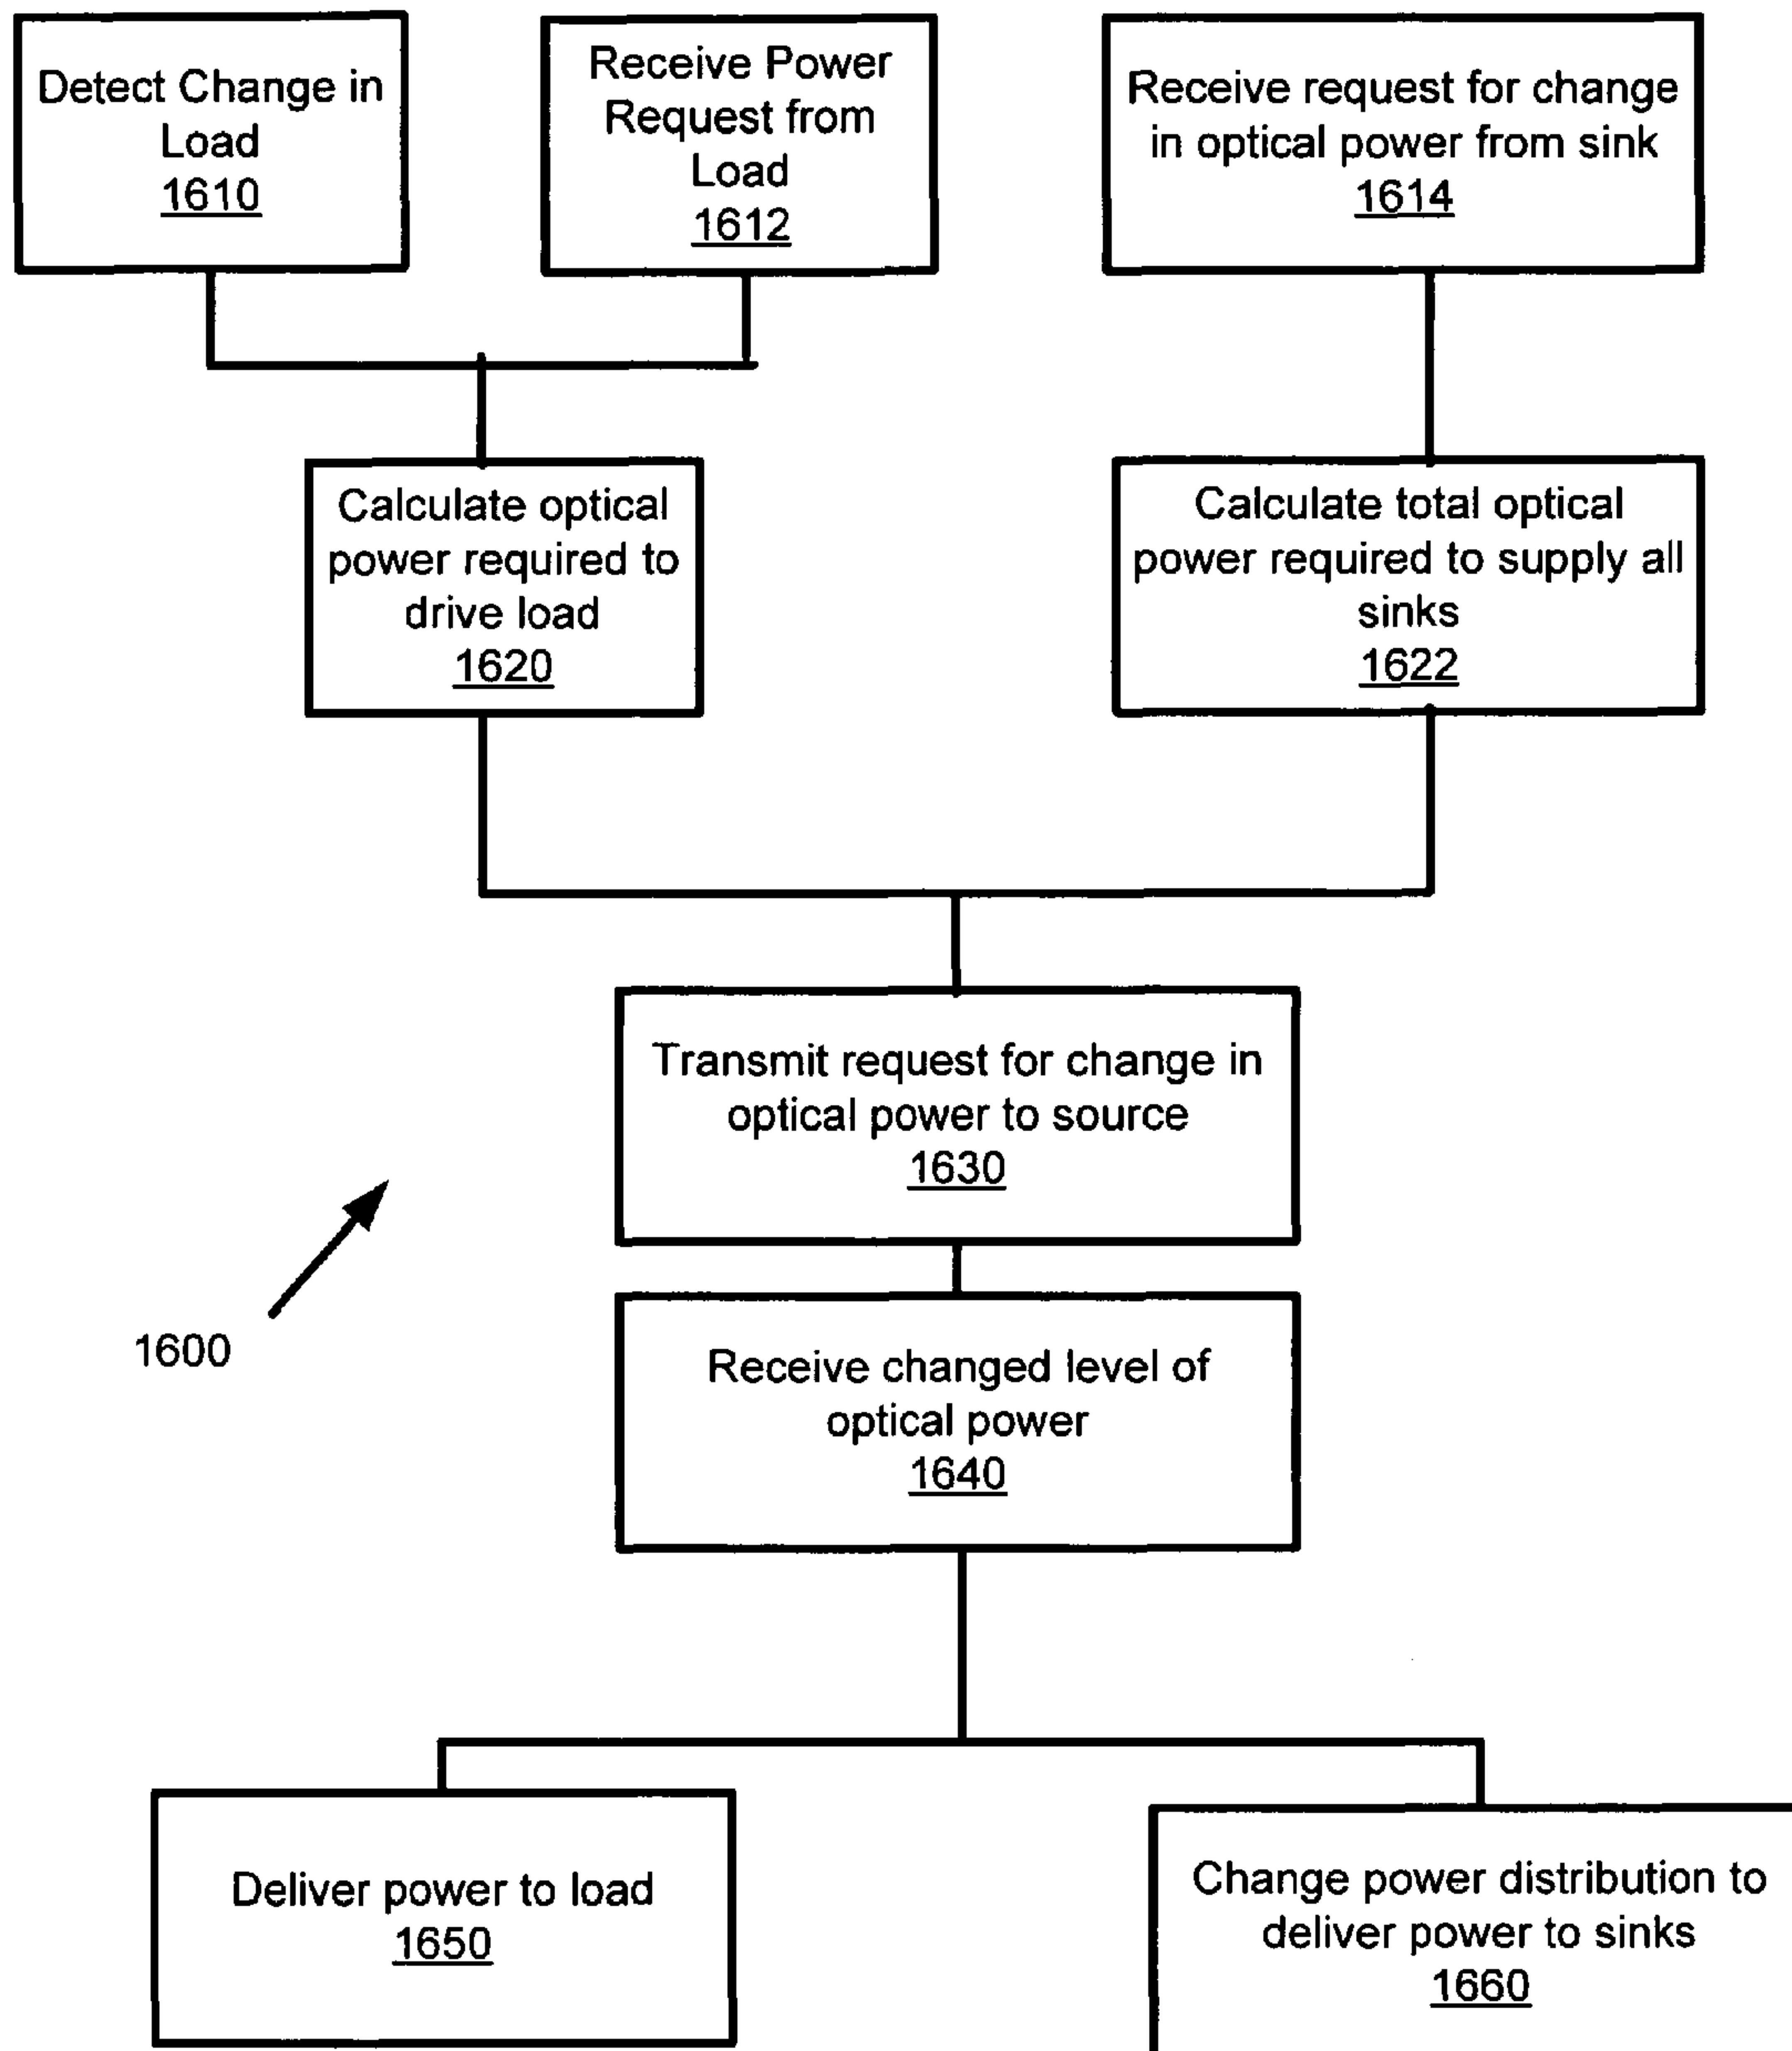 Detect Change in
Load
1610
Receive Power
Request from
Load
1612
Receive request for change
in optical power from sink
1614
Calculate optical
power required to
drive load
1620
Calculate total optical
power required to supply all
sinks
1622
Transmit request for change in
optical power to source
1630
1600
Receive changed level of
optical power
1640
Deliver power to load
1650
Change power distribution to
deliver power to sinks
1660